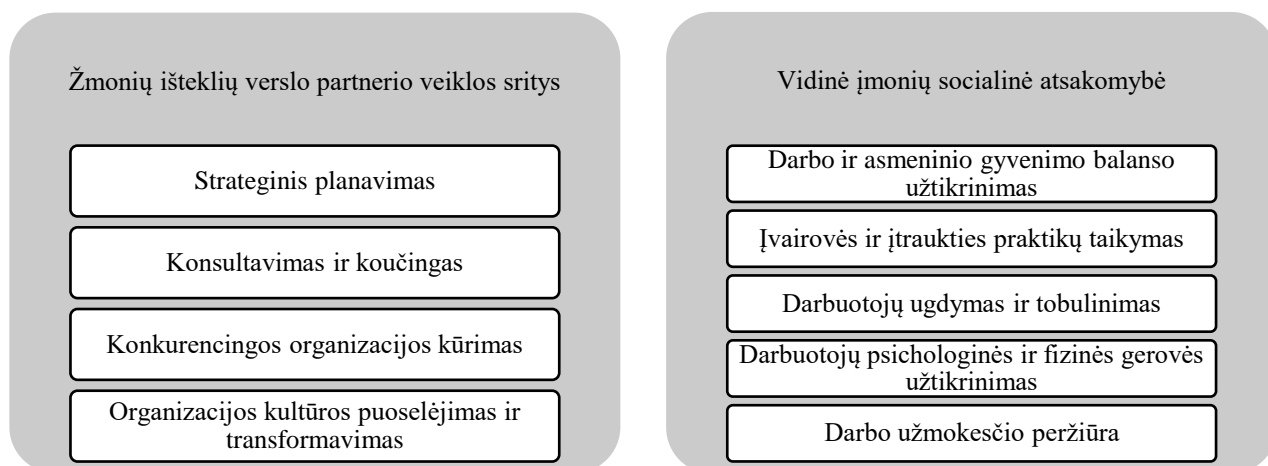 Žmonių išteklių verslo partnerio veiklos sritys
Strateginis planavimas
Konsultavimas ir koučingas
Konkurencingos organizacijos kūrimas
Organizacijos kultūros puoselėjimas ir
transformavimas
Vidinė įmonių socialinė atsakomybė
Darbo ir asmeninio gyvenimo balanso
užtikrinimas
Įvairovės ir įtraukties praktikų taikymas
Darbuotojų ugdymas ir tobulinimas
Darbuotojų psichologinės ir fizinės gerovės
užtikrinimas
Darbo užmokesčio peržiūra